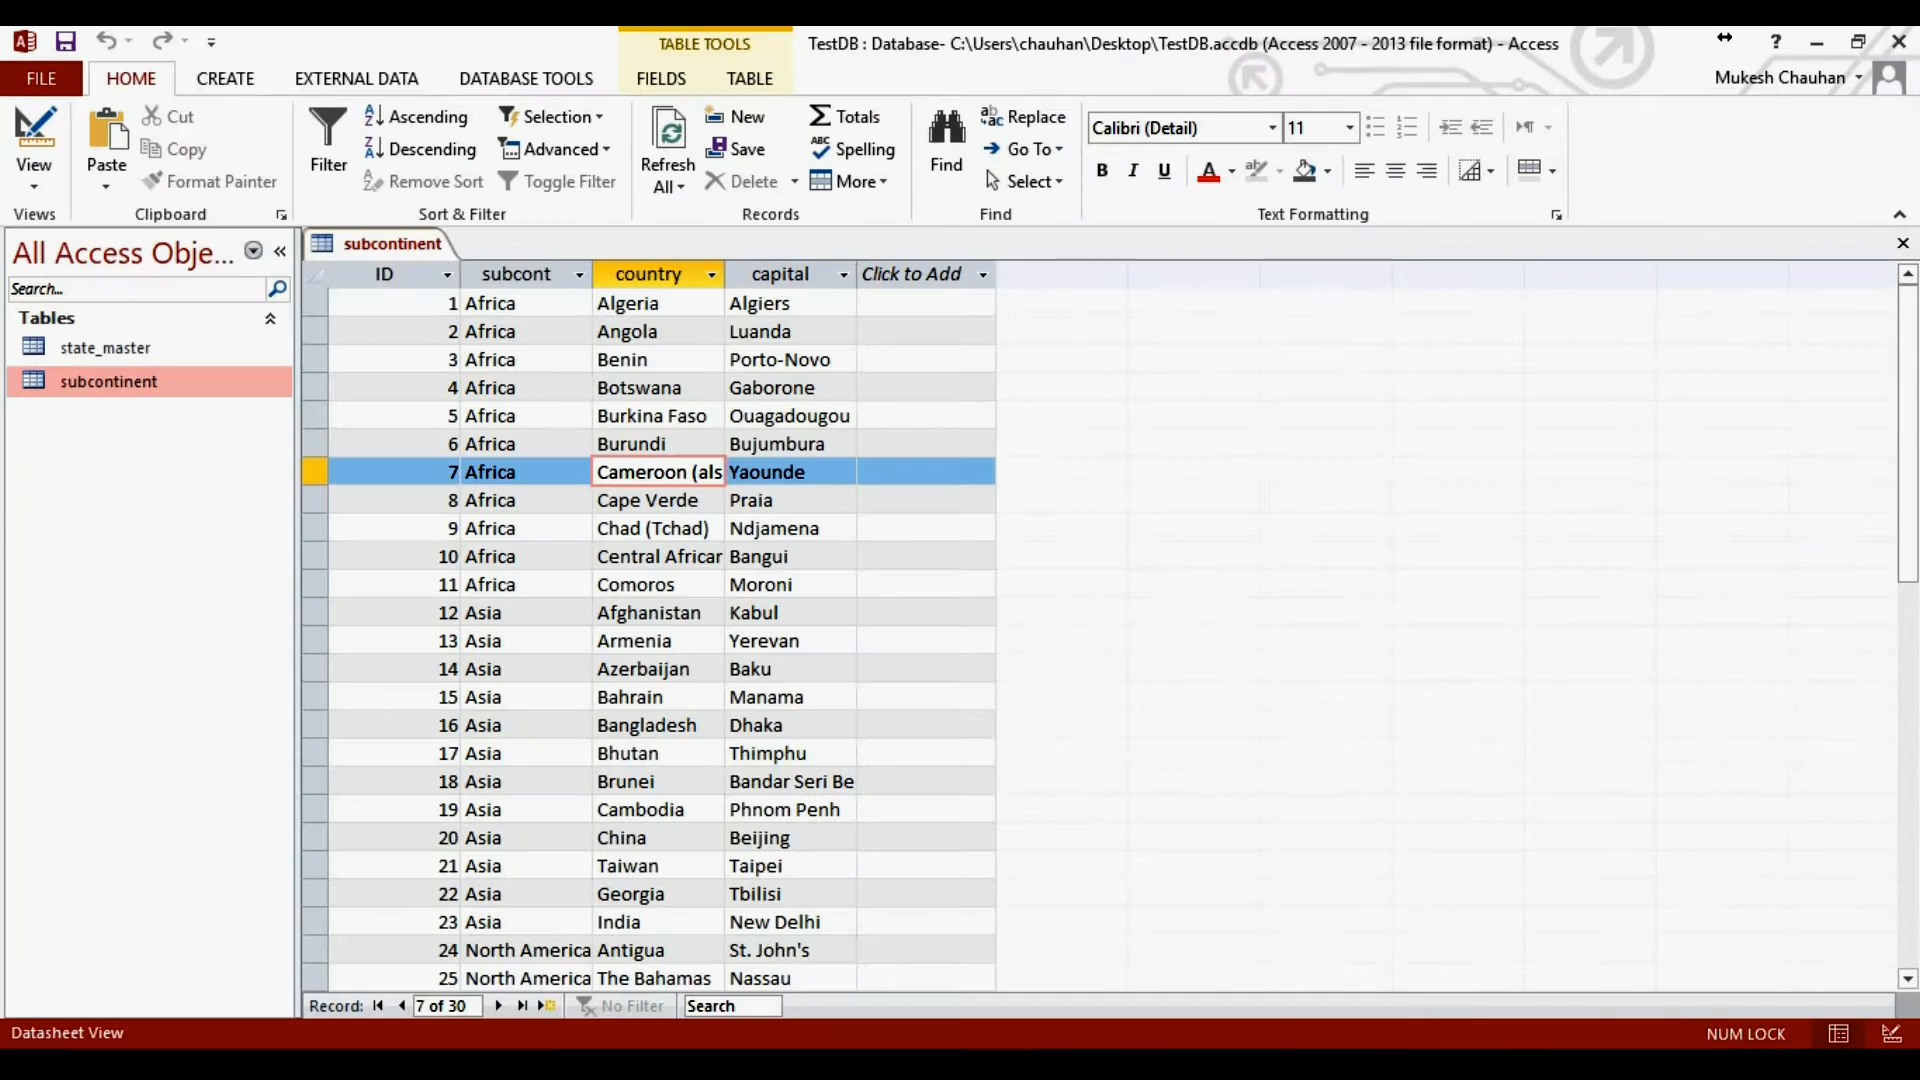 TABLE TOOLS
TestDB : Database- C:\Users\chauhan\Desktop\TestDB.accdb (Access 2007 - 2013 file format) - Access
?
FILE HOME CREATE EXTERNAL DATA DATABASE TOOLS FIELDS TABLE
Mukesh Chauhan
View
Views
Paste
Cut
Copy
Format Painter
Clipboard
Filter
Ascending
Descending
Remove Sort
Selection
Advanced
Toggle Filter
Sort & Filter
Refresh
All
New
Save
Delete
Totals
Spelling
More
Records
Find
Replace
Go To
Select
Find
Calibri (Detail) 11
B I U A
Text Formatting
All Access Obje...
Search...
Tables
state_master
subcontinent
subcontinent
ID subcont country capital Click to Add
1 Africa Algeria Algiers
2 Africa Angola Luanda
3 Africa Benin Porto-Novo
4 Africa Botswana Gaborone
5 Africa Burkina Faso Ouagadougou
6 Africa Burundi Bujumbura
7 Africa Cameroon (als Yaounde
8 Africa Cape Verde Praia
9 Africa Chad (Tchad) Ndjamena
10 Africa Central Africar Bangui
11 Africa Comoros Moroni
12 Asia Afghanistan Kabul
13 Asia Armenia Yerevan
14 Asia Azerbaijan Baku
15 Asia Bahrain Manama
16 Asia Bangladesh Dhaka
17 Asia Bhutan Thimphu
18 Asia Brunei Bandar Seri Be
19 Asia Cambodia Phnom Penh
20 Asia China Beijing
21 Asia Taiwan Taipei
22 Asia Georgia Tbilisi
23 Asia India New Delhi
24 North America Antigua St. John's
25 North America The Bahamas Nassau
Record: 7 of 30 No Filter Search
Datasheet View
NUM LOCK